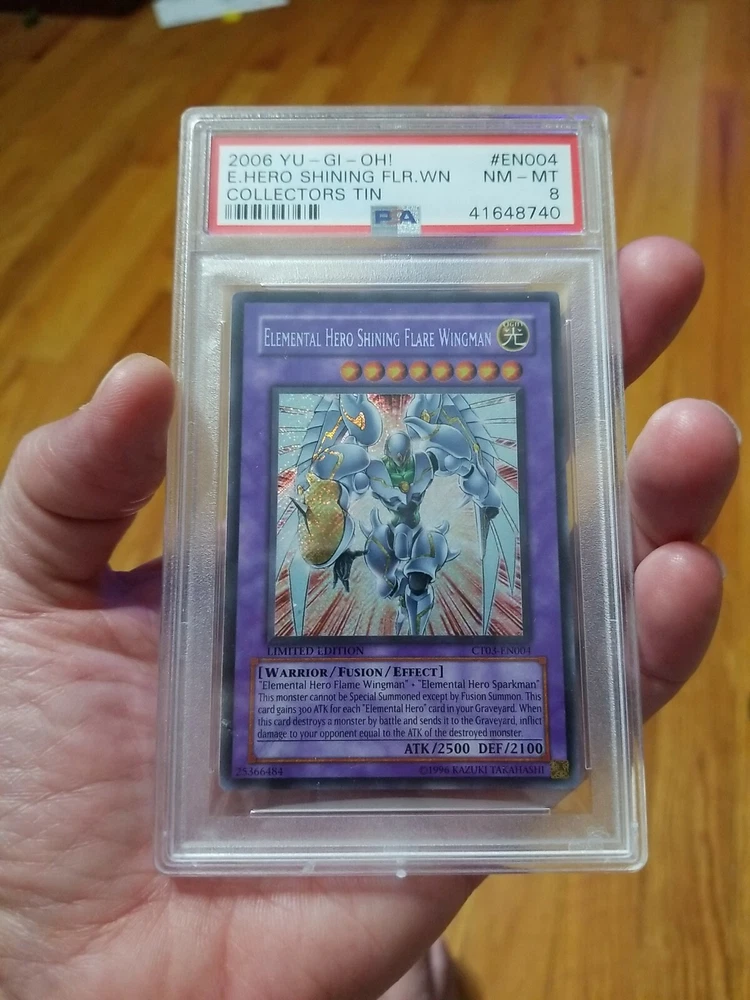 2006 YU-GI-OH! #EN004
E.HERO SHINING FLR.WN NM-MT
COLLECTORS TIN 8
PSA 41648740
ELEMENTAL HERO SHINING FLARE WINGMAN LIGHT 光
LIMITED EDITION CT03-EN004
[WARRIOR/FUSION/EFFECT]
"Elemental Hero Flame Wingman" + "Elemental Hero Sparkman"
This monster cannot be Special Summoned except by Fusion Summon. This
card gains 300 ATK for each "Elemental Hero" card in your Graveyard. When
this card destroys a monster by battle and sends it to the Graveyard, inflict
damage to your opponent equal to the ATK of the destroyed monster.
ATK/2500 DEF/2100
25366484 ©1996 KAZUKI TAKAHASHI